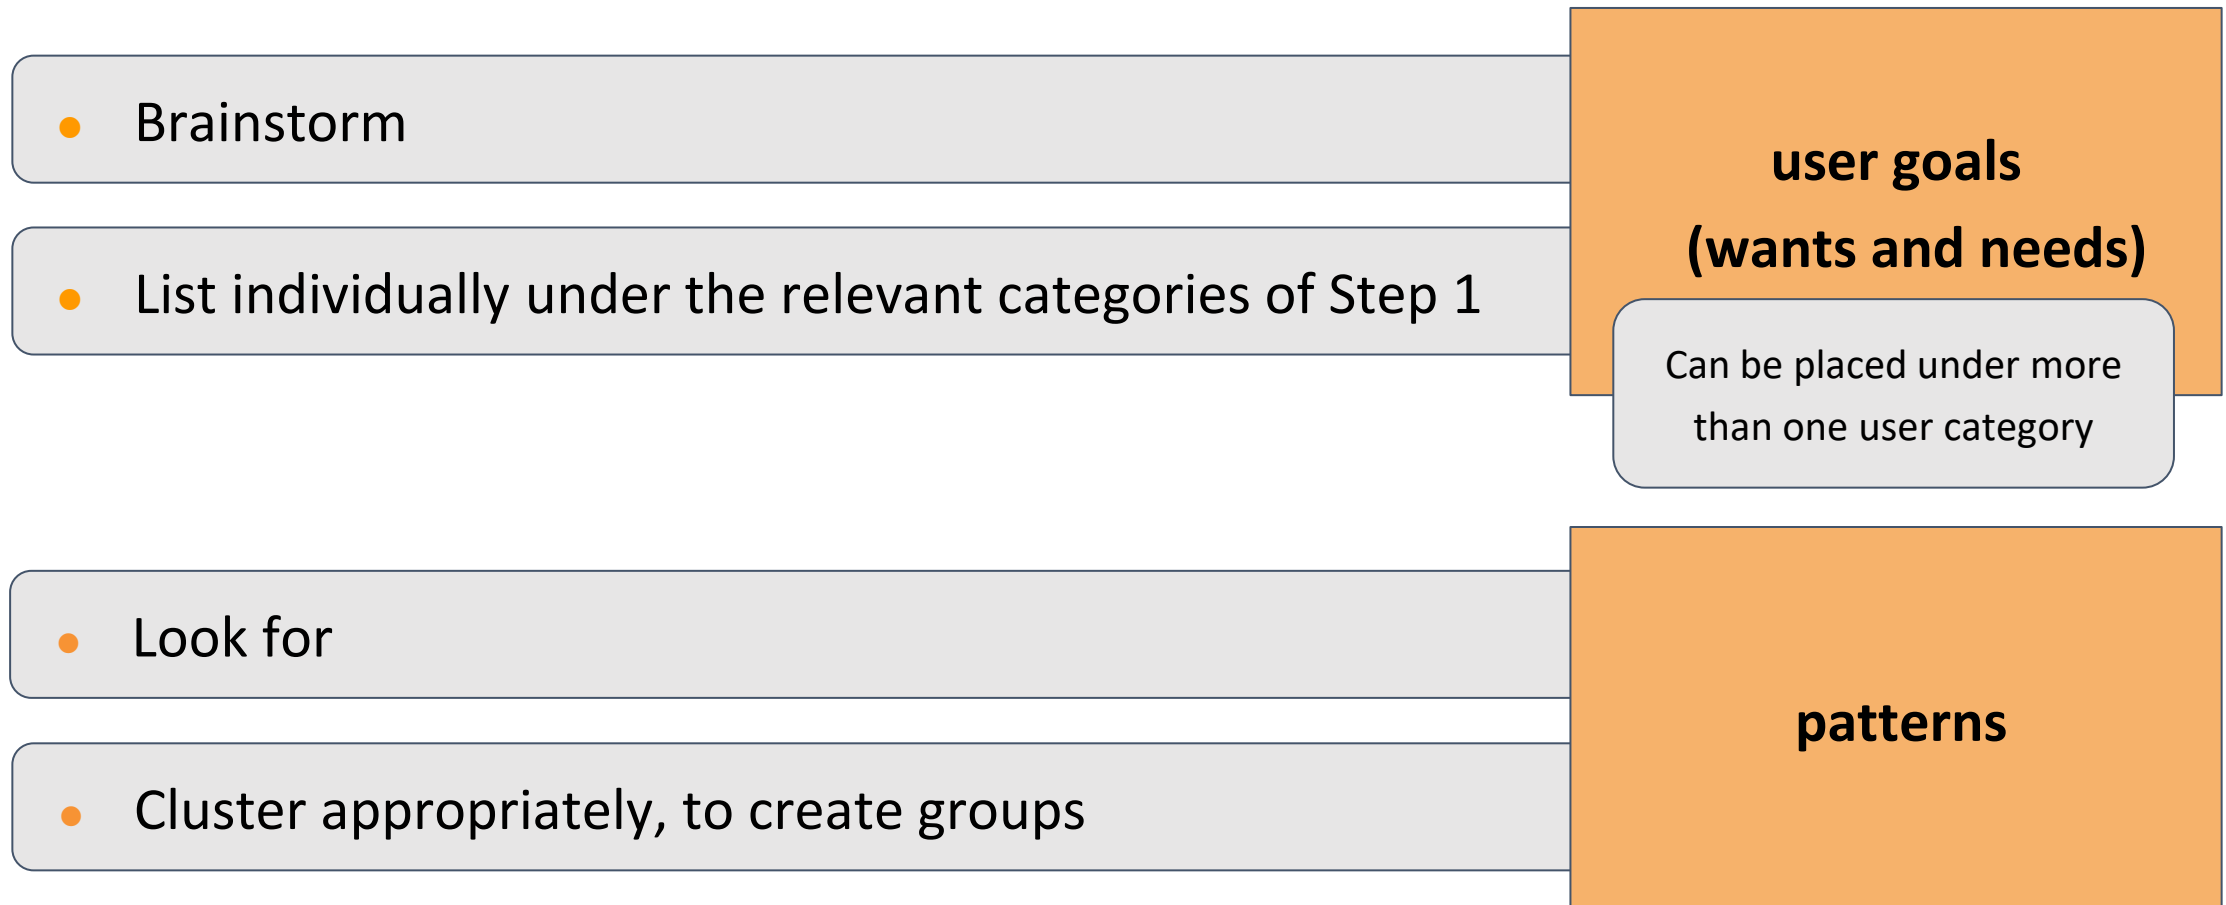 Brainstorm
List individually under the relevant categories of Step 1
user goals
(wants and needs)
Can be placed under more
than one user category
Look for
Cluster appropriately, to create groups
patterns